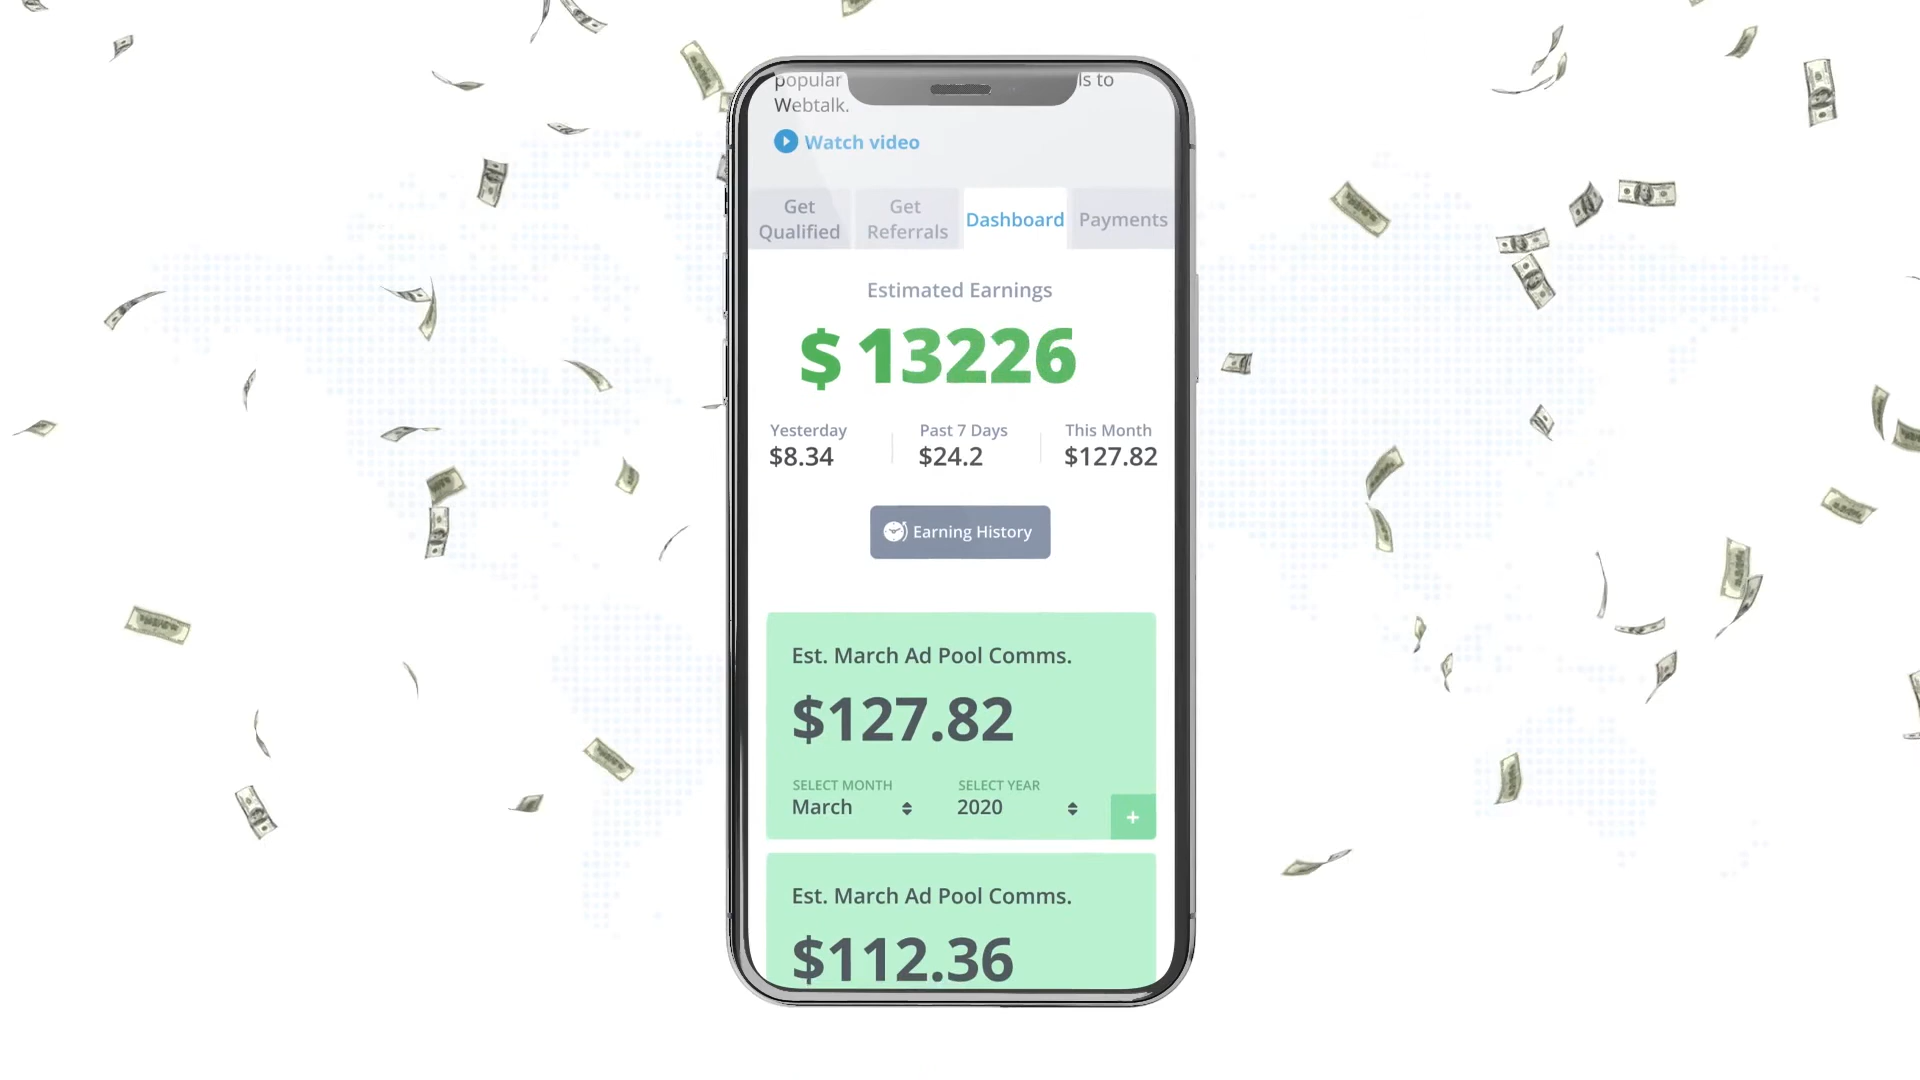 popular ls to
Webtalk.
Watch video
Get Qualified
Get Referrals
Dashboard
Payments
Estimated Earnings
$ 13226
Yesterday Past 7 Days This Month
$8.34 $24.2 $127.82
Earning History
Est. March Ad Pool Comms.
$127.82
SELECT MONTH SELECT YEAR
March 2020
+
Est. March Ad Pool Comms.
$112.36